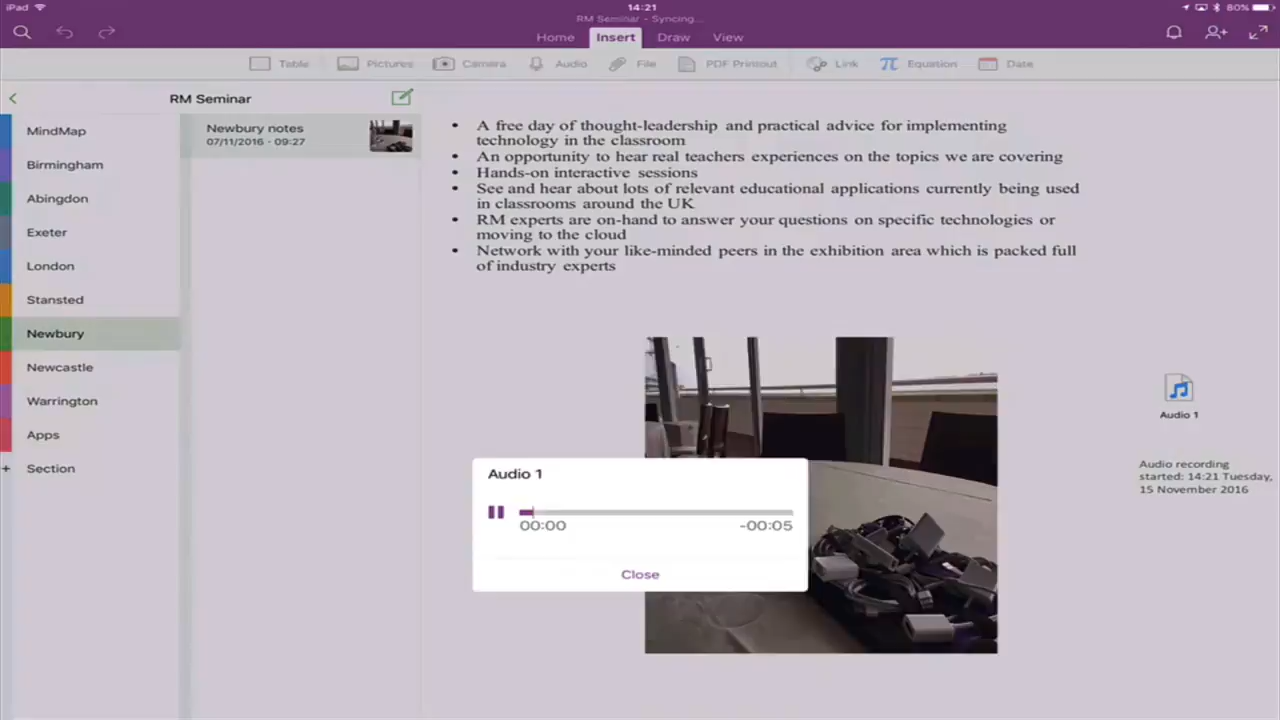 iPad
14:21
80%
RM Seminar - Syncing...
Home
Insert
Draw
View
Table
Pictures
Camera
Audio
File
PDF Printout
Link
Equation
Date
RM Seminar
MindMap
Birmingham
Abingdon
Exeter
London
Stansted
Newbury
Newcastle
Warrington
Apps
+ Section
Newbury notes
07/11/2016 - 09:27
• A free day of thought-leadership and practical advice for implementing
technology in the classroom
• An opportunity to hear real teachers experiences on the topics we are covering
• Hands-on interactive sessions
• See and hear about lots of relevant educational applications currently being used
in classrooms around the UK
• RM experts are on-hand to answer your questions on specific technologies or
moving to the cloud
• Network with your like-minded peers in the exhibition area which is packed full
of industry experts
Audio 1
Audio recording
started: 14:21 Tuesday,
15 November 2016
Audio 1
00:00
-00:05
Close